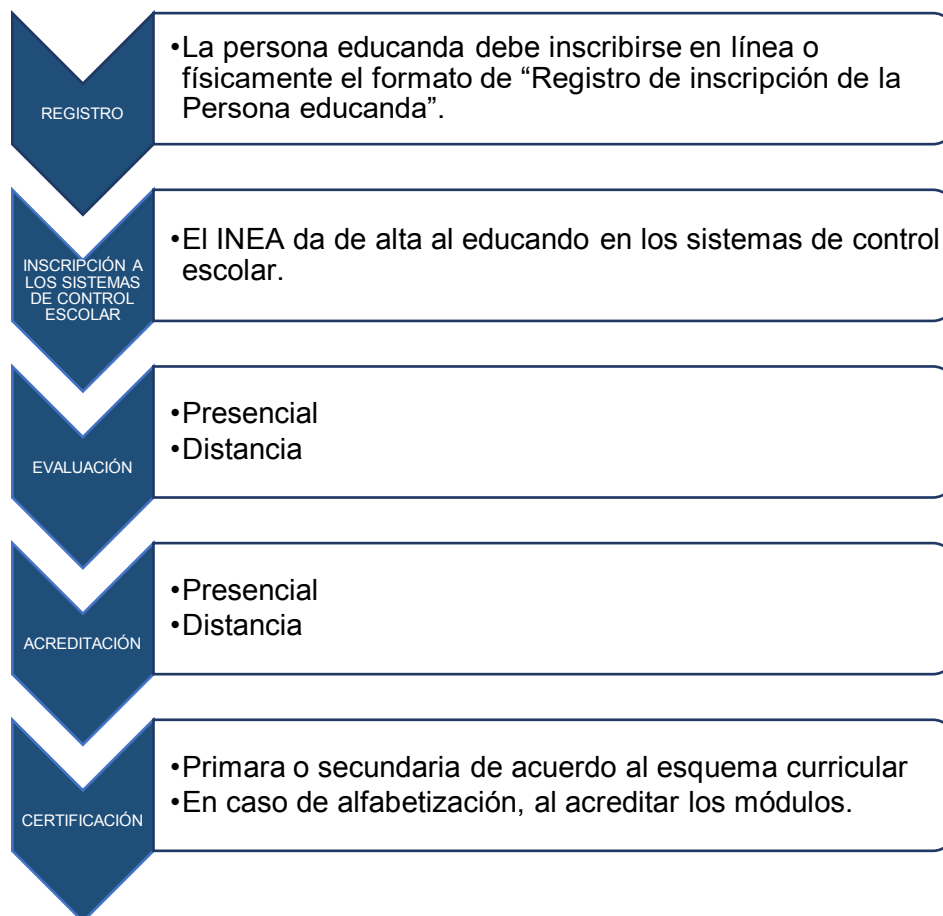 REGISTRO
•La persona educanda debe inscribirse en línea o
físicamente el formato de “Registro de inscripción de la
Persona educanda”.
INSCRIPCIÓN A
LOS SISTEMAS
DE CONTROL
ESCOLAR
•El INEA da de alta al educando en los sistemas de control
escolar.
EVALUACIÓN
•Presencial
•Distancia
ACREDITACIÓN
•Presencial
•Distancia
CERTIFICACIÓN
•Primara o secundaria de acuerdo al esquema curricular
•En caso de alfabetización, al acreditar los módulos.